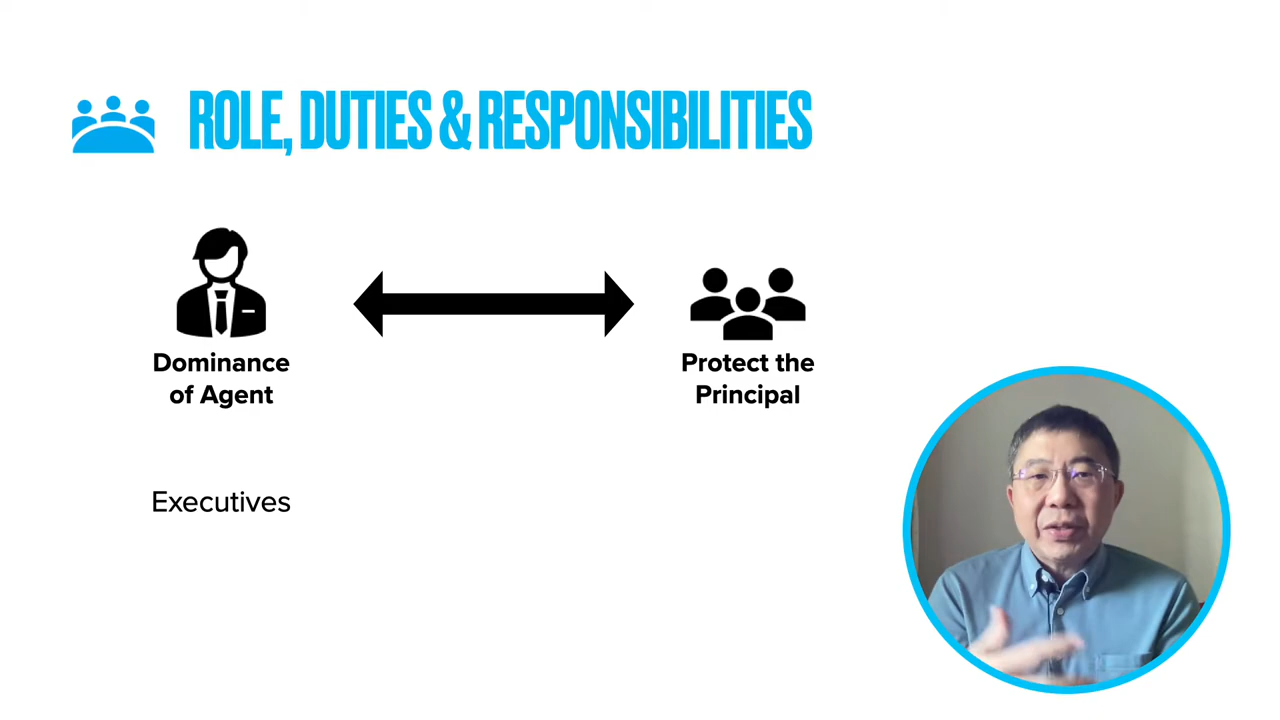 ROLE, DUTIES & RESPONSIBILITIES
Dominance
of Agent
Protect the
Principal
Executives